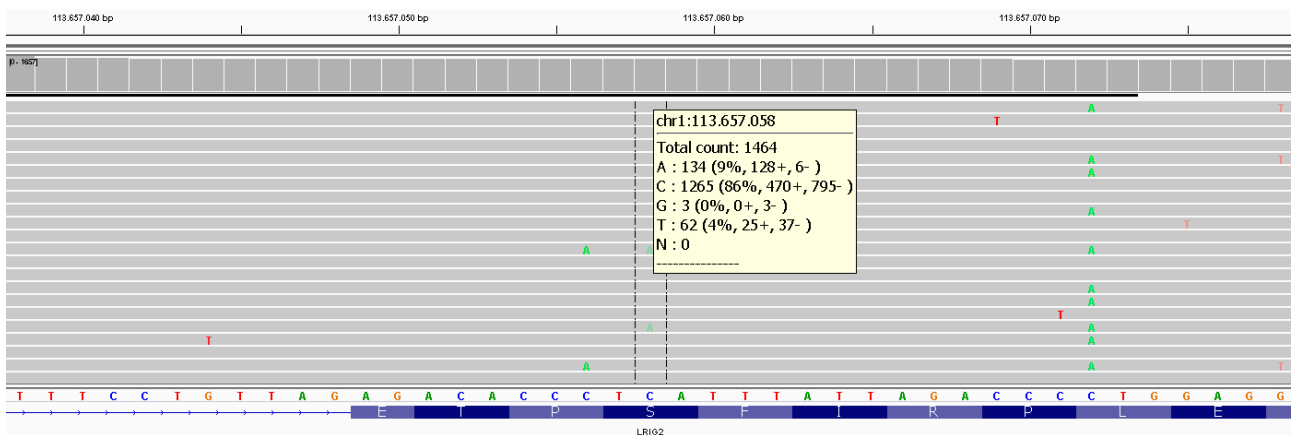 113.657.040 bp 113.657.050 bp 113.657.060 bp 113.657.070 bp
[0 - 1657]
A T
T
A T
A
A
T
A A A
A
A
T
A A
T A
A A T
chr1:113.657.058
Total count: 1464
A : 134 (9%, 128+, 6- )
C : 1265 (86%, 470+, 795- )
G : 3 (0%, 0+, 3- )
T : 62 (4%, 25+, 37- )
N : 0
---------------
T T T C C T G T T A G A G A C A C C C T C A T T T A T T A G A C C C C T G G A G G
E T P S F I R P L E
LRIG2